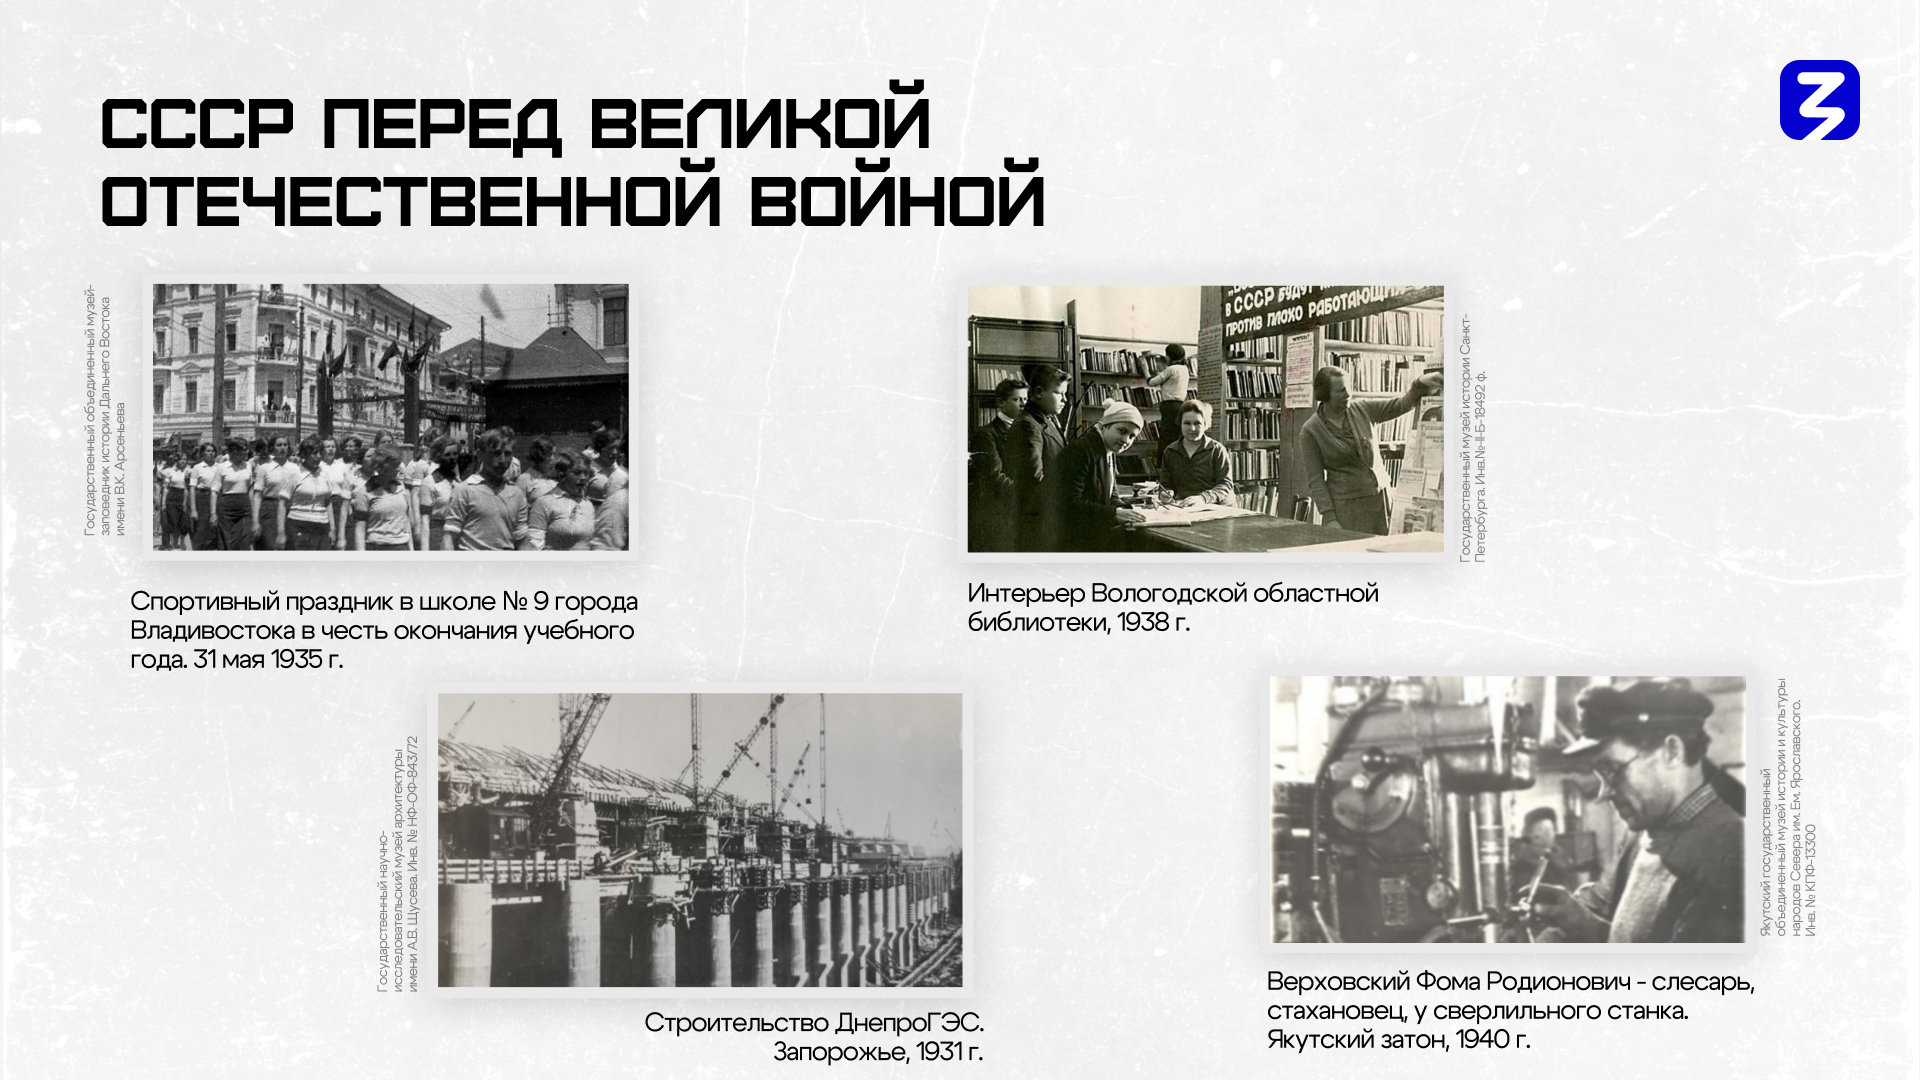 СССР ПЕРЕД ВЕЛИКОЙ
ОТЕЧЕСТВЕННОЙ ВОЙНОЙ
Государственный объединенный музей-
заповедник истории Дальнего Востока
имени В.К. Арсеньева
Спортивный праздник в школе № 9 города
Владивостока в честь окончания учебного
года. 31 мая 1935 г.
В СССР БУДУТ
ПРОТИВ ПЛОХО РАБОТАЮЩИХ
Государственный музей истории Санкт-
Петербурга. Инв.№-II-Б-18492 ф.
Интерьер Вологодской областной
библиотеки, 1938 г.
Государственный научно-
исследовательский музей архитектуры
имени А.В. Щусева. Инв. № НФ-ОФ-843/72
Строительство ДнепроГЭС.
Запорожье, 1931 г.
Якутский государственный
объединенный музей истории и культуры
народов Севера им. Ем. Ярославского.
Инв. № КПФ-13300
Верховский Фома Родионович - слесарь,
стахановец, у сверлильного станка.
Якутский затон, 1940 г.